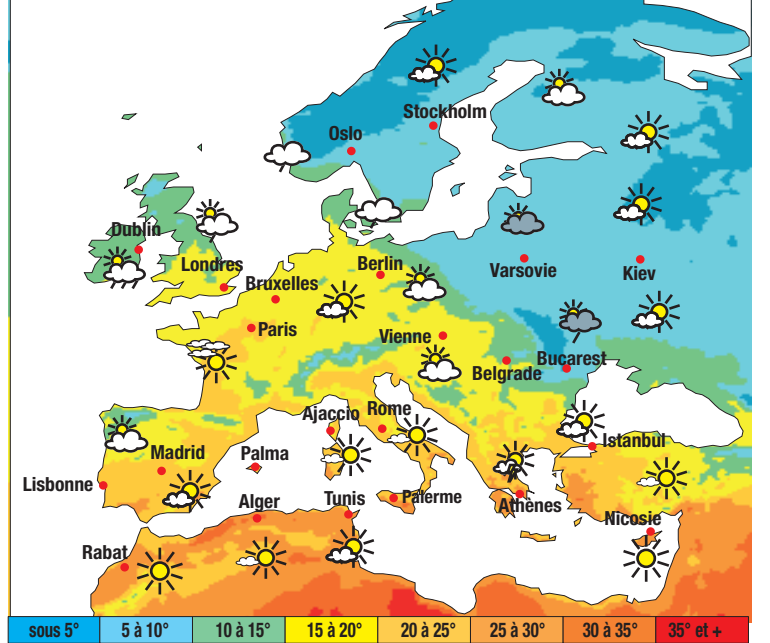 Stockholm
Oslo
Dublin
Londres
Bruxelles
Berlin
Varsovie
Kiev
Paris
Vienne
Belgrade
Bucarest
Ajaccio
Rome
Istanbul
Madrid
Palma
Lisbonne
Alger
Tunis
Palerme
Athènes
Nicosie
Rabat
sous 5° 5 à 10° 10 à 15° 15 à 20° 20 à 25° 25 à 30° 30 à 35° 35° et +